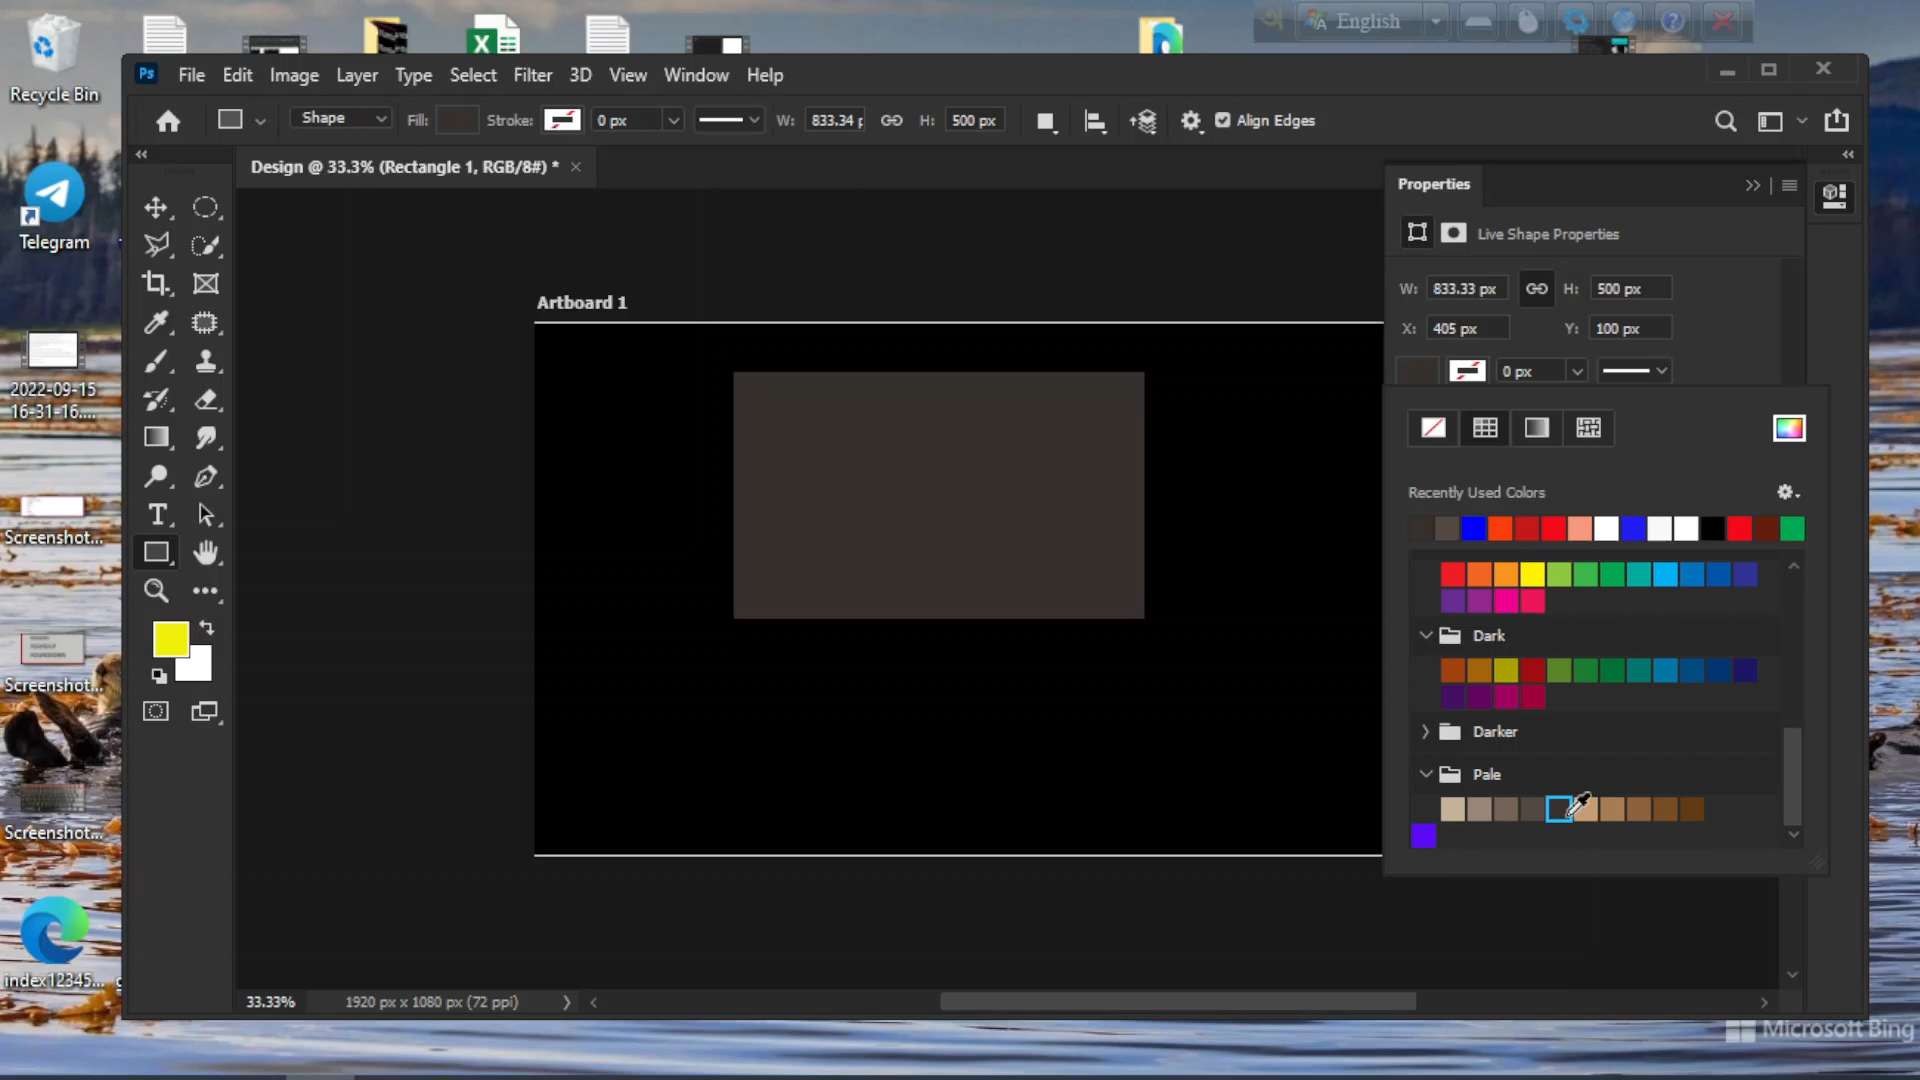 English
Recycle Bin
Ps
File Edit Image Layer Type Select Filter 3D View Window Help
Shape
Fill:
Stroke:
0 px
W:
833.34 p
H:
500 px
Align Edges
Design @ 33.3% (Rectangle 1, RGB/8#) *
Properties
Telegram
Live Shape Properties
W: 833.33 px H: 500 px
Artboard 1
X: 405 px Y: 100 px
2022-09-15
16-31-16....
0 px
Recently Used Colors
Screenshot...
Dark
Screenshot...
Darker
Pale
Screenshot...
index12345...
33.33% 1920 px x 1080 px (72 ppi)
Microsoft Bing